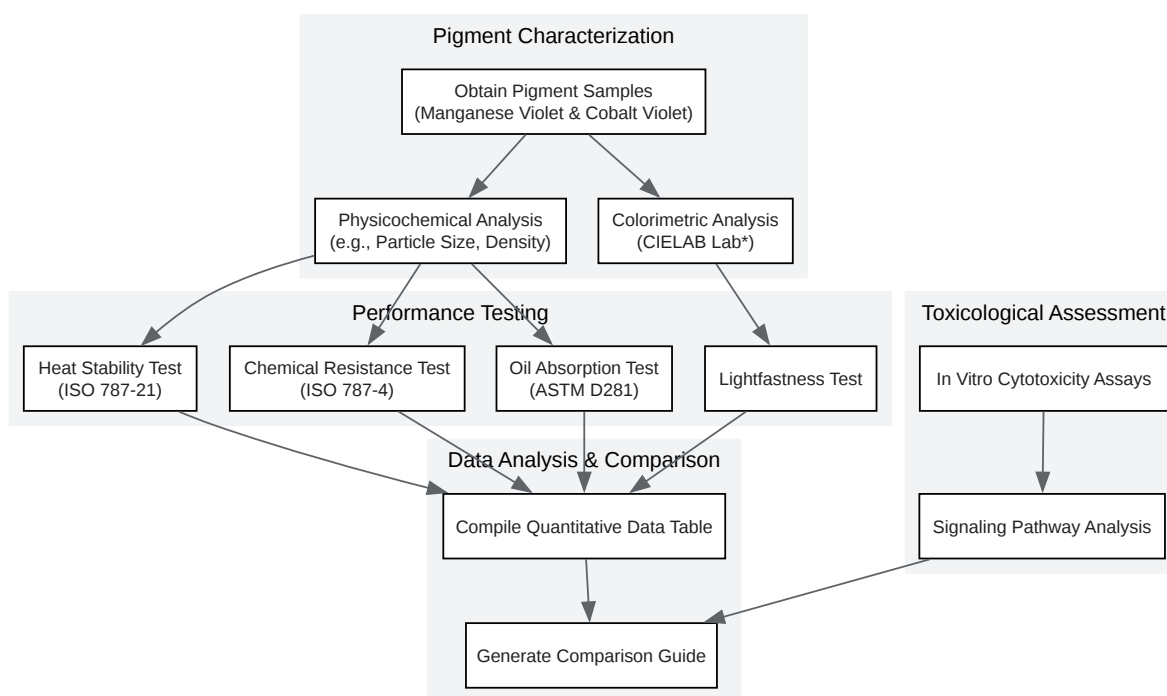 Pigment Characterization
Obtain Pigment Samples
(Manganese Violet & Cobalt Violet)
Physicochemical Analysis
(e.g., Particle Size, Density)
Colorimetric Analysis
(CIELAB Lab*)
Performance Testing
Toxicological Assessment
Heat Stability Test
(ISO 787-21)
Chemical Resistance Test
(ISO 787-4)
Oil Absorption Test
(ASTM D281)
Lightfastness Test
In Vitro Cytotoxicity Assays
Data Analysis & Comparison
Compile Quantitative Data Table
Signaling Pathway Analysis
Generate Comparison Guide